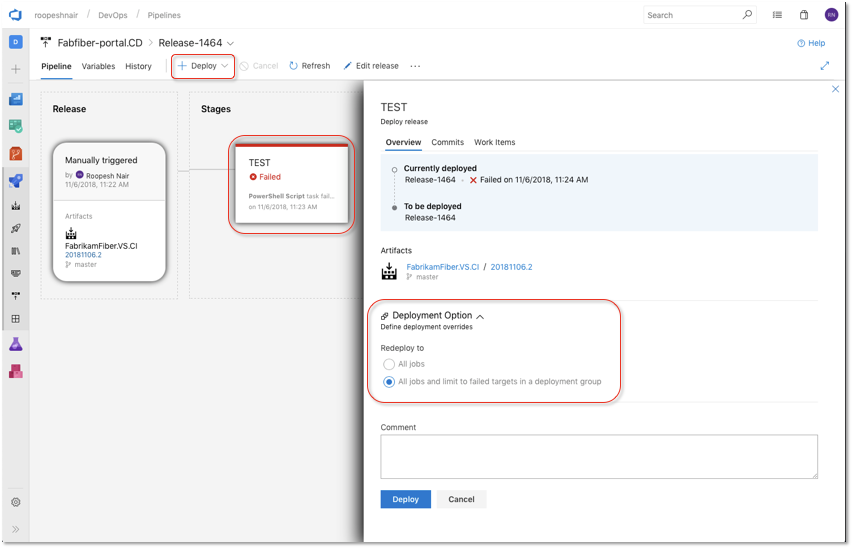 roopeshnair / DevOps / Pipelines
Search
RN
D
Fabfiber-portal.CD > Release-1464
Help
Pipeline Variables History
Deploy Cancel Refresh Edit release ...
Release
Stages
Manually triggered
by RN Roopesh Nair
11/6/2018, 11:22 AM
Artifacts
FabrikamFiber.VS.CI
20181106.2
master
TEST
Failed
PowerShell Script task fail...
on 11/6/2018, 11:23 AM
TEST
Deploy release
Overview Commits Work Items
Currently deployed
Release-1464 · Failed on 11/6/2018, 11:24 AM
To be deployed
Release-1464
Artifacts
FabrikamFiber.VS.CI / 20181106.2
master
Deployment Option
Define deployment overrides
Redeploy to
All jobs
All jobs and limit to failed targets in a deployment group
Comment
Deploy Cancel